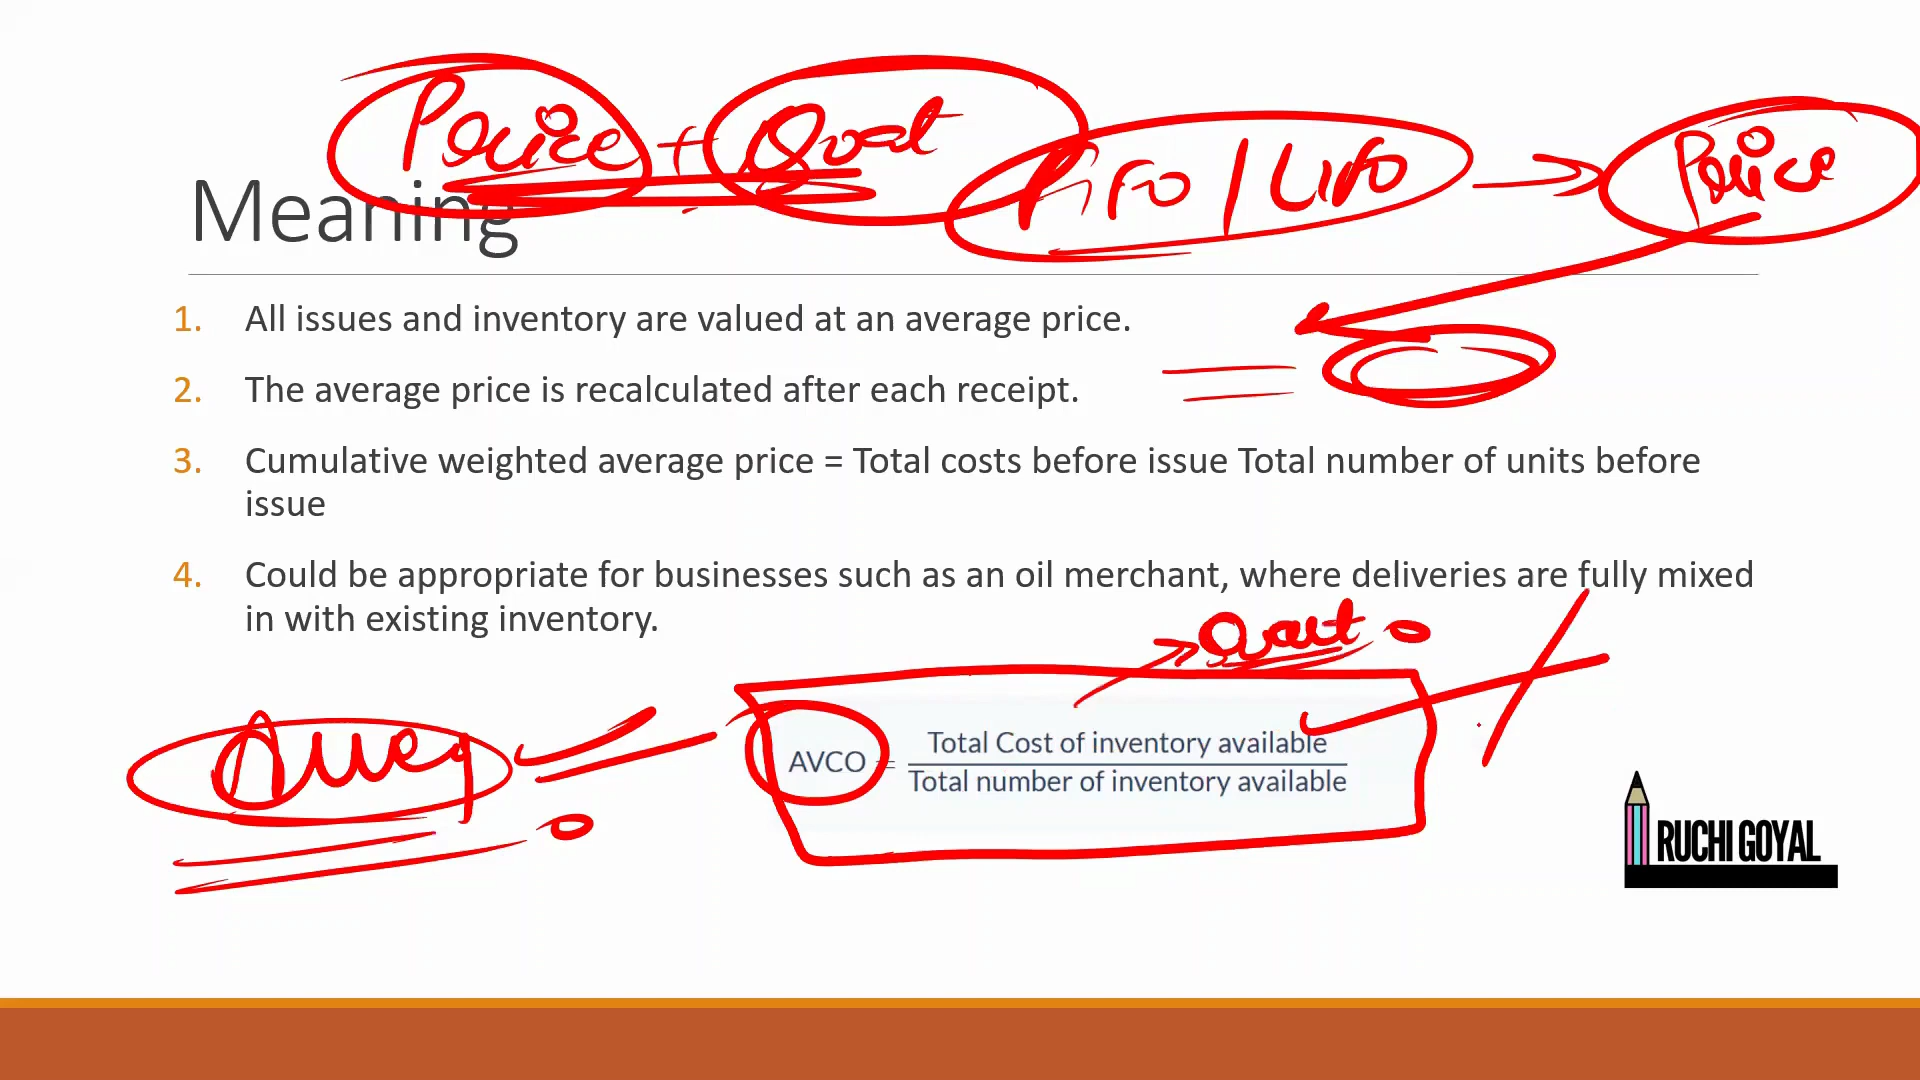 Price + Quat FIFO / LIFO → Price
Meaning
1. All issues and inventory are valued at an average price.
2. The average price is recalculated after each receipt.
3. Cumulative weighted average price = Total costs before issue Total number of units before
issue
4. Could be appropriate for businesses such as an oil merchant, where deliveries are fully mixed
in with existing inventory.
AVCO = Total Cost of inventory available
Total number of inventory available
RUCHI GOYAL